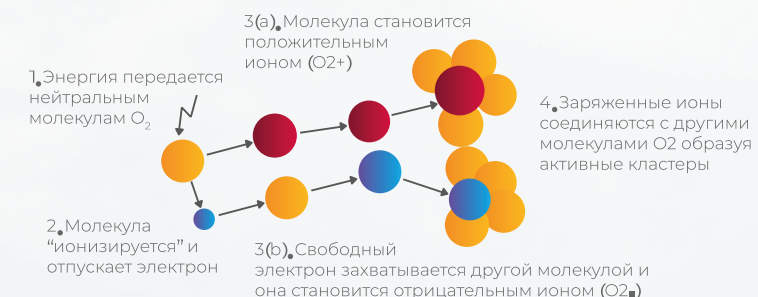 3(a).Молекула становится
положительным
ионом (O2+)
1.Энергия передается
нейтральным
молекулам O₂
4.Заряженные ионы
соединяются с другими
молекулами O2 образуя
активные кластеры
2.Молекула
“ионизируется” и
отпускает электрон
3(b).Свободный
электрон захватывается другой молекулой и
она становится отрицательным ионом (O2-)